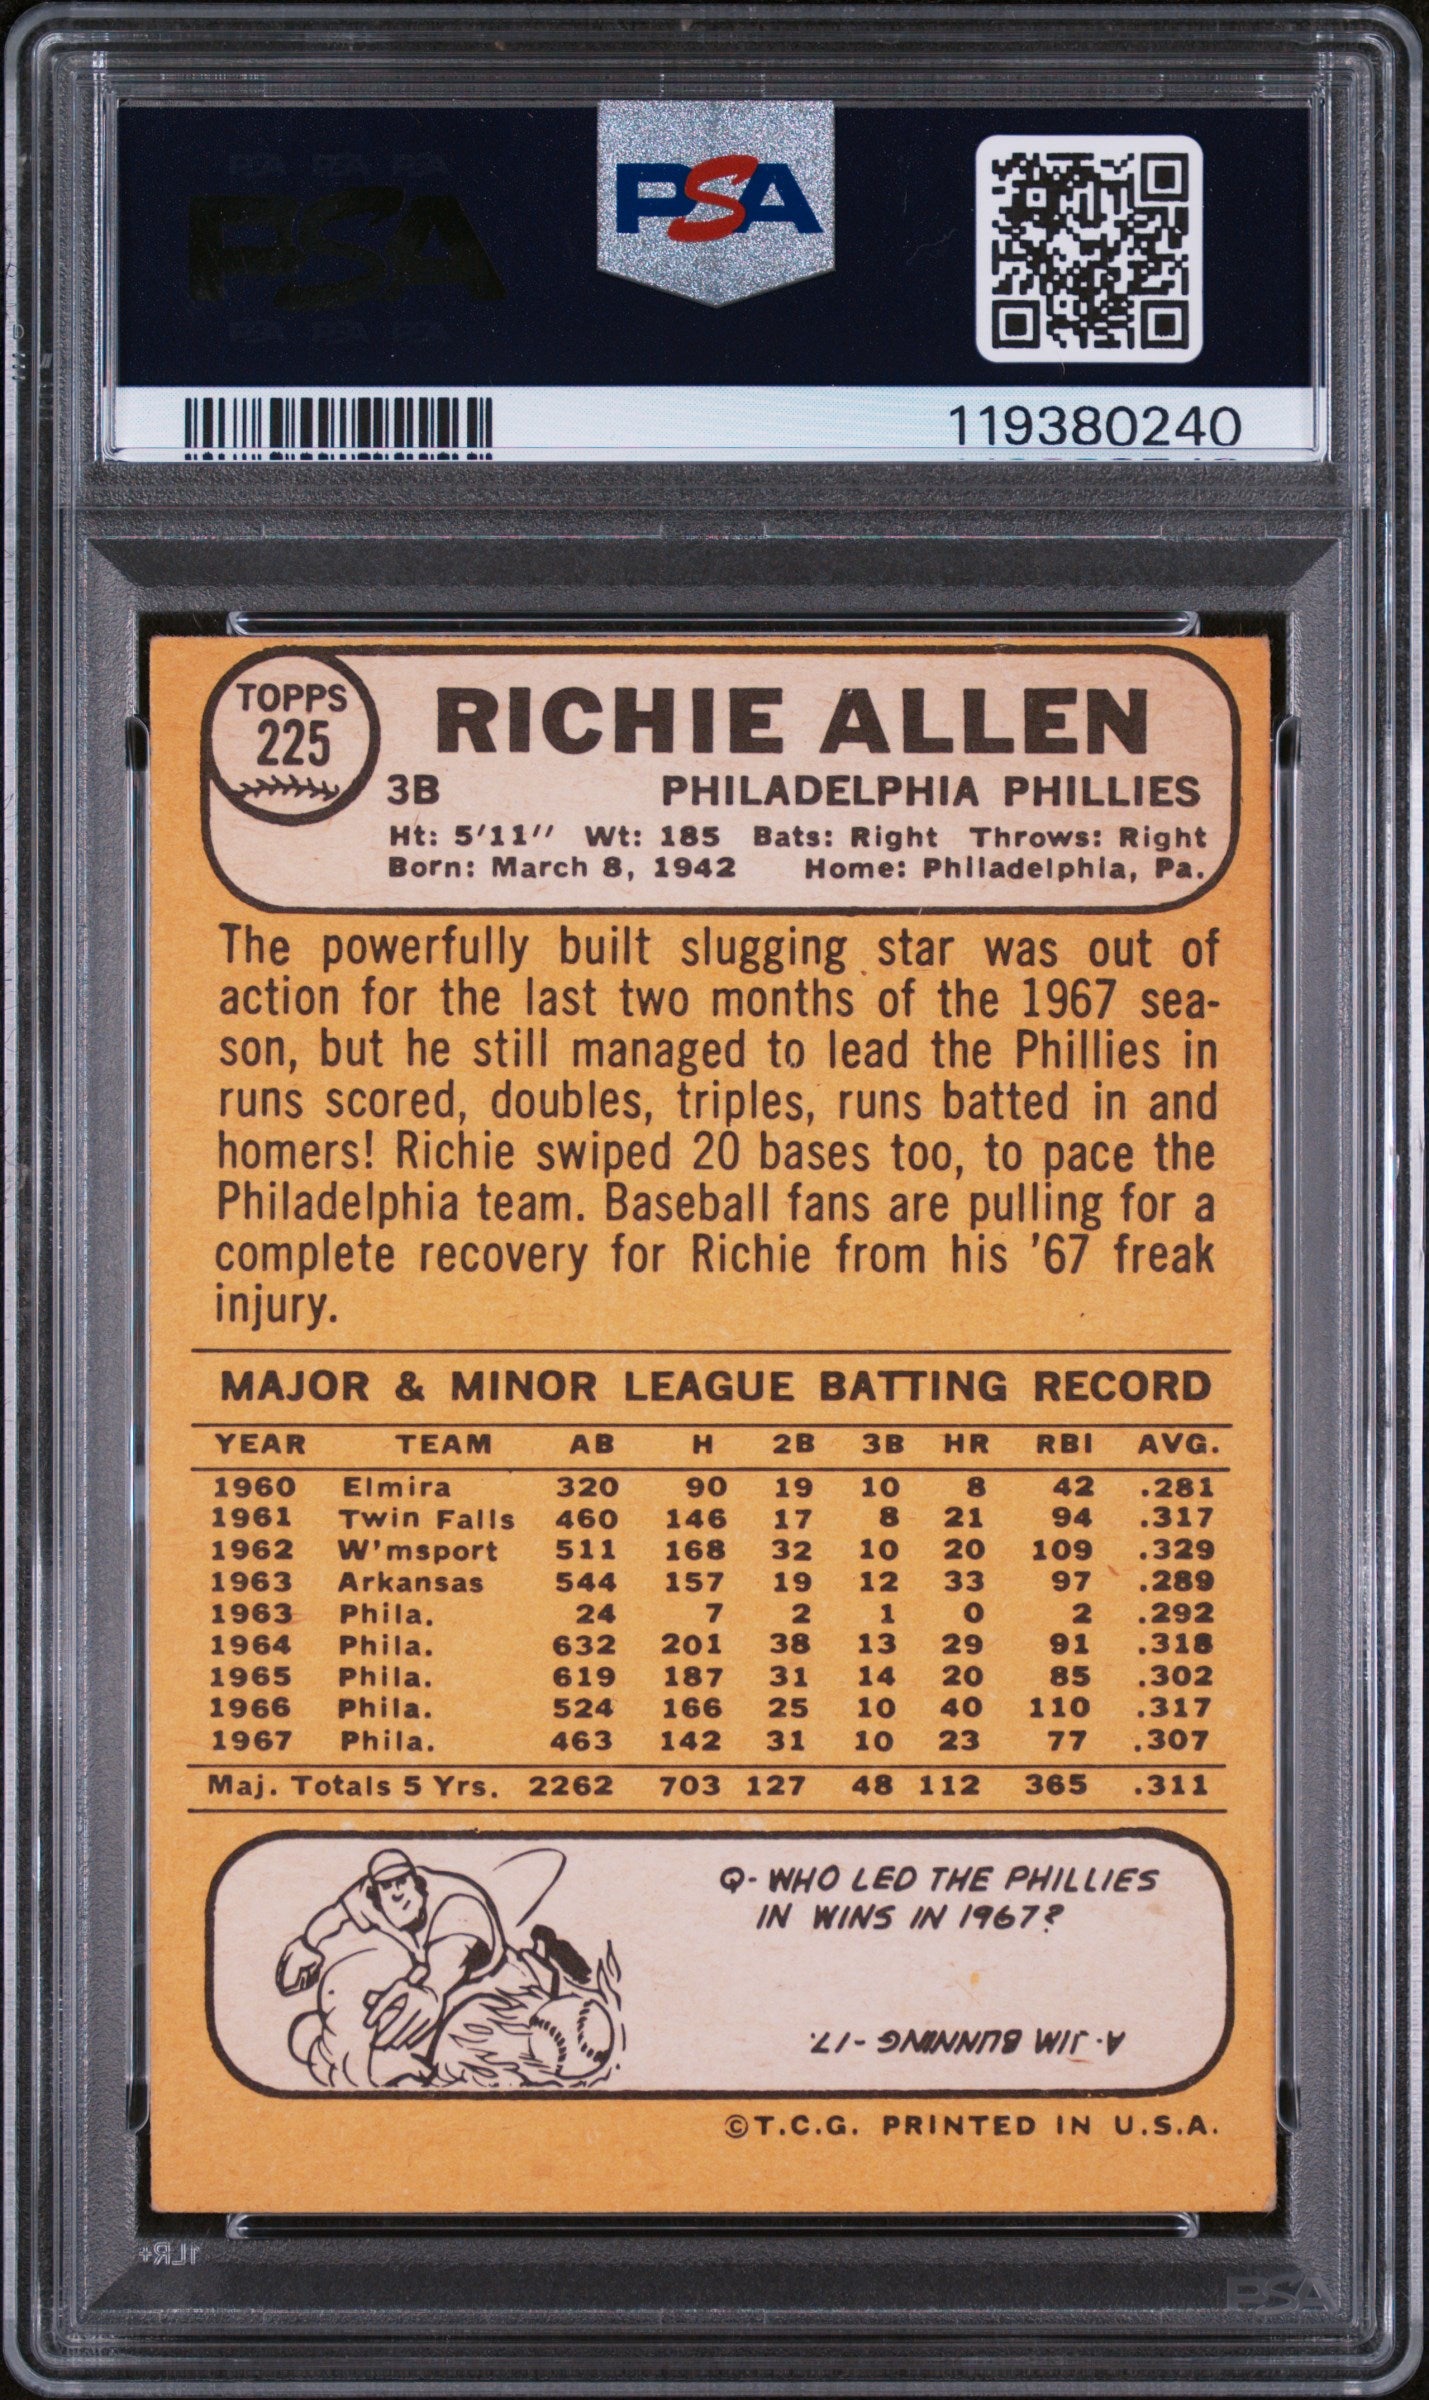 PSA
119380240
TOPPS
225
RICHIE ALLEN
3B PHILADELPHIA PHILLIES
Ht: 5'11" Wt: 185 Bats: Right Throws: Right
Born: March 8, 1942 Home: Philadelphia, Pa.
The powerfully built slugging star was out of
action for the last two months of the 1967 sea-
son, but he still managed to lead the Phillies in
runs scored, doubles, triples, runs batted in and
homers! Richie swiped 20 bases too, to pace the
Philadelphia team. Baseball fans are pulling for a
complete recovery for Richie from his '67 freak
injury.
MAJOR & MINOR LEAGUE BATTING RECORD
YEAR TEAM AB H 2B 3B HR RBI AVG.
1960 Elmira 320 90 19 10 8 42 .281
1961 Twin Falls 460 146 17 8 21 94 .317
1962 W'msport 511 168 32 10 20 109 .329
1963 Arkansas 544 157 19 12 33 97 .289
1963 Phila. 24 7 2 1 0 2 .292
1964 Phila. 632 201 38 13 29 91 .318
1965 Phila. 619 187 31 14 20 85 .302
1966 Phila. 524 166 25 10 40 110 .317
1967 Phila. 463 142 31 10 23 77 .307
Maj. Totals 5 Yrs. 2262 703 127 48 112 365 .311
Q- WHO LED THE PHILLIES
IN WINS IN 1967?
A- JIM BUNNING -17.
©T.C.G. PRINTED IN U.S.A.
1LR+
PSA